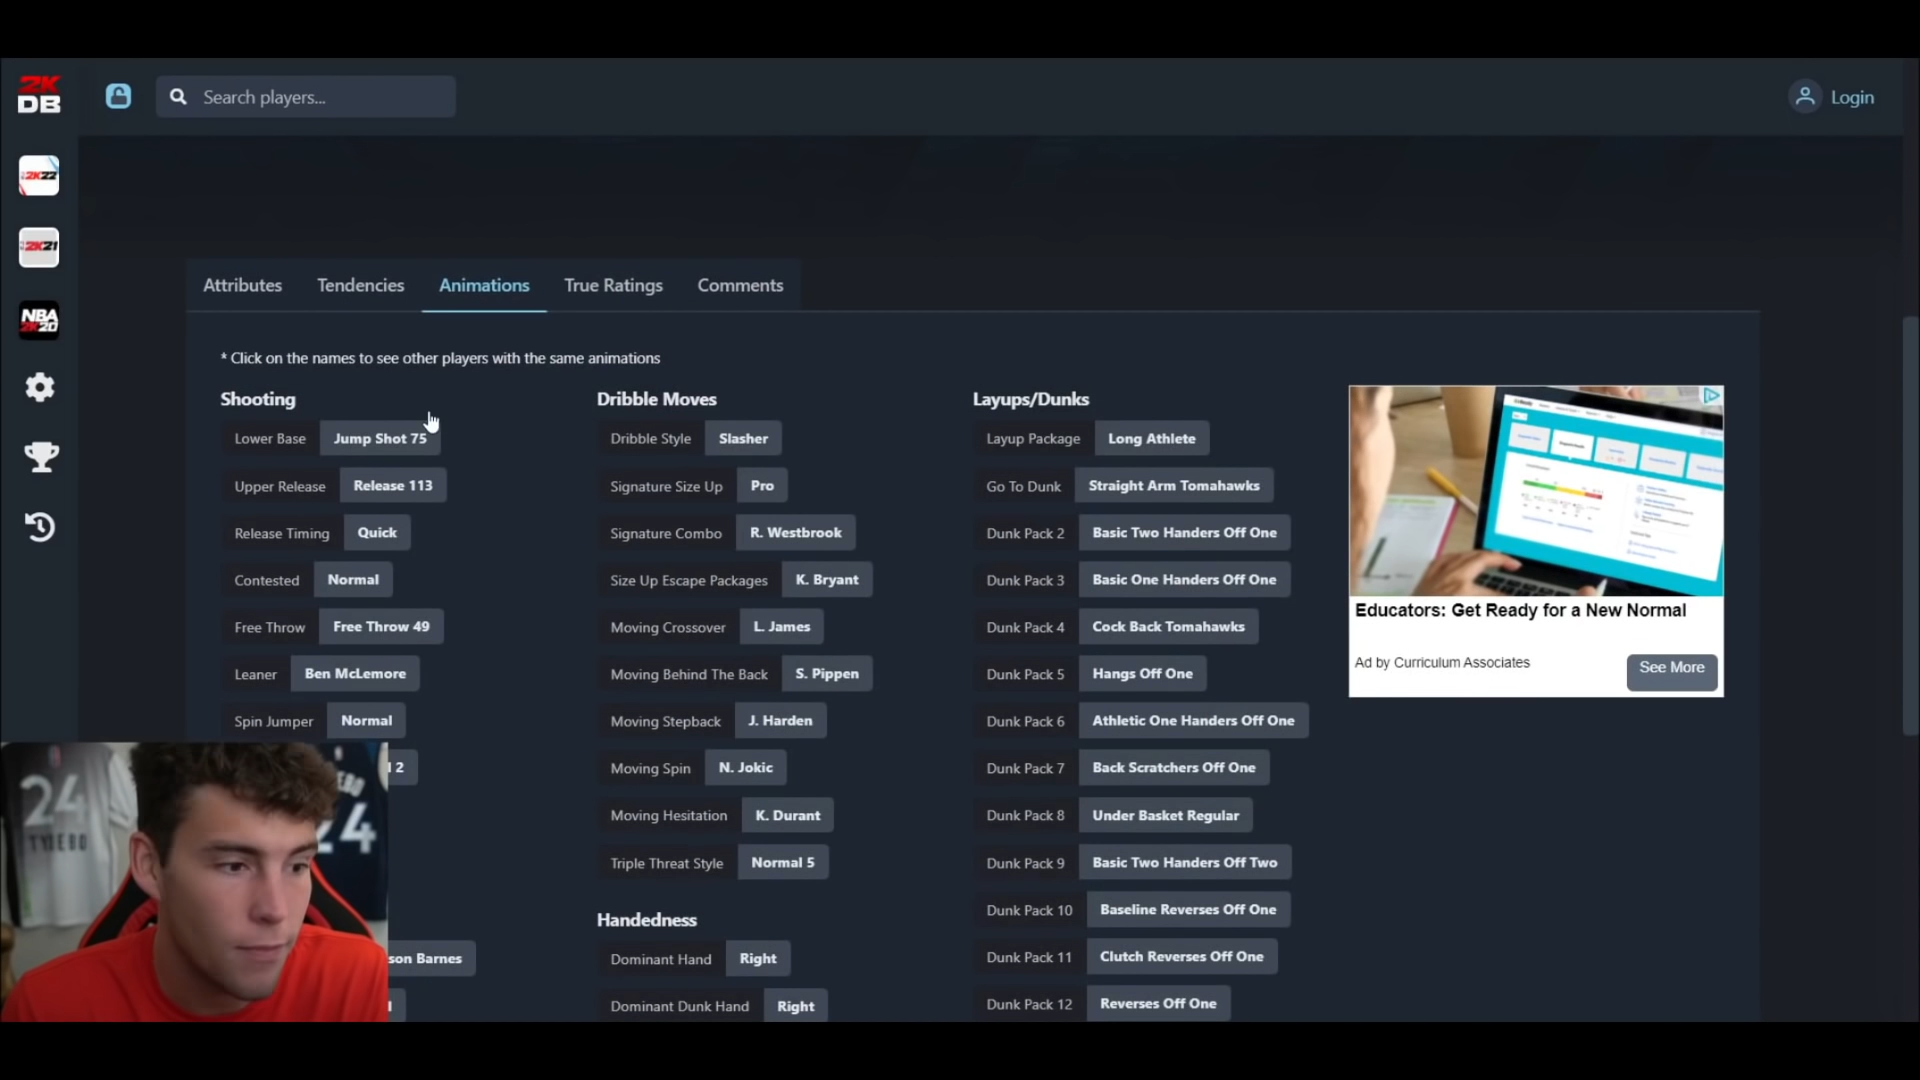 2K
DB
Search players...
Login
2K22
2K21
NBA
2K20
Attributes
Tendencies
Animations
True Ratings
Comments
* Click on the names to see other players with the same animations
Shooting
Lower Base Jump Shot 75
Upper Release Release 113
Release Timing Quick
Contested Normal
Free Throw Free Throw 49
Leaner Ben McLemore
Spin Jumper Normal
l 2
son Barnes
Dribble Moves
Dribble Style Slasher
Signature Size Up Pro
Signature Combo R. Westbrook
Size Up Escape Packages K. Bryant
Moving Crossover L. James
Moving Behind The Back S. Pippen
Moving Stepback J. Harden
Moving Spin N. Jokic
Moving Hesitation K. Durant
Triple Threat Style Normal 5
Handedness
Dominant Hand Right
Dominant Dunk Hand Right
Layups/Dunks
Layup Package Long Athlete
Go To Dunk Straight Arm Tomahawks
Dunk Pack 2 Basic Two Handers Off One
Dunk Pack 3 Basic One Handers Off One
Dunk Pack 4 Cock Back Tomahawks
Dunk Pack 5 Hangs Off One
Dunk Pack 6 Athletic One Handers Off One
Dunk Pack 7 Back Scratchers Off One
Dunk Pack 8 Under Basket Regular
Dunk Pack 9 Basic Two Handers Off Two
Dunk Pack 10 Baseline Reverses Off One
Dunk Pack 11 Clutch Reverses Off One
Dunk Pack 12 Reverses Off One
Educators: Get Ready for a New Normal
Ad by Curriculum Associates
See More
24
TYDEBO
24